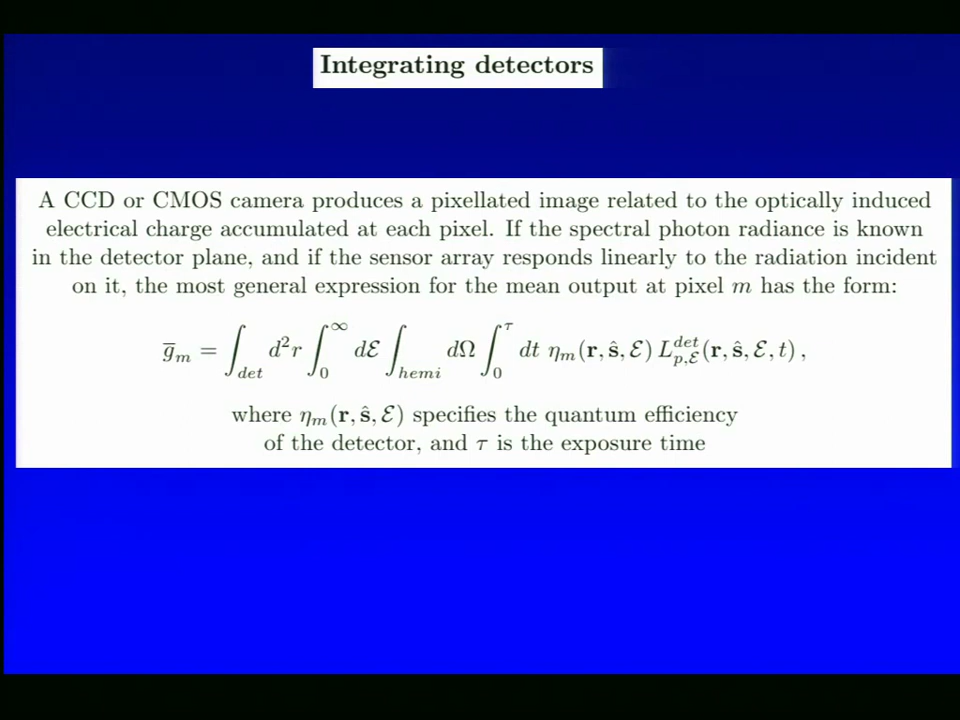 Integrating detectors
A CCD or CMOS camera produces a pixellated image related to the optically induced
electrical charge accumulated at each pixel. If the spectral photon radiance is known
in the detector plane, and if the sensor array responds linearly to the radiation incident
on it, the most general expression for the mean output at pixel m has the form:
g̅_m = ∫_det d²r ∫_0^∞ dℰ ∫_hemi dΩ ∫_0^τ dt η_m(r, ŝ, ℰ) L_{p,ℰ}^{det}(r, ŝ, ℰ, t) ,
where η_m(r, ŝ, ℰ) specifies the quantum efficiency
of the detector, and τ is the exposure time